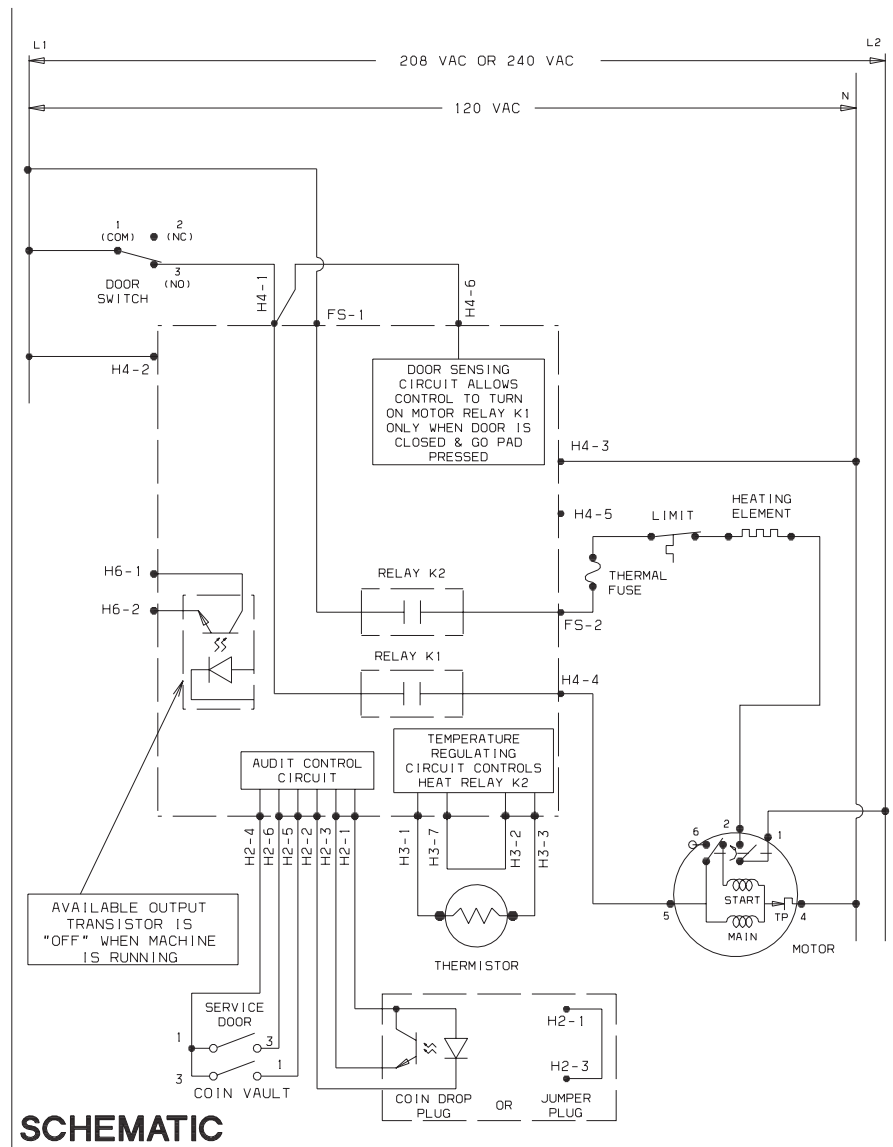 L1
L2
208 VAC OR 240 VAC
N
120 VAC
1
(COM)
2
(NC)
3
(NO)
DOOR
SWITCH
H4-1
FS-1
H4-6
H4-2
DOOR SENSING
CIRCUIT ALLOWS
CONTROL TO TURN
ON MOTOR RELAY K1
ONLY WHEN DOOR IS
CLOSED & GO PAD
PRESSED
H4-3
H4-5
LIMIT
HEATING
ELEMENT
THERMAL
FUSE
H6-1
H6-2
RELAY K2
FS-2
RELAY K1
H4-4
AUDIT CONTROL
CIRCUIT
TEMPERATURE
REGULATING
CIRCUIT CONTROLS
HEAT RELAY K2
H2-4
H2-6
H2-5
H2-2
H2-3
H2-1
H3-1
H3-7
H3-2
H3-3
6
2
1
START
5
TP
4
MAIN
MOTOR
AVAILABLE OUTPUT
TRANSISTOR IS
"OFF" WHEN MACHINE
IS RUNNING
THERMISTOR
SERVICE
DOOR
1
3
3
1
COIN VAULT
H2-1
H2-3
COIN DROP
PLUG
OR
JUMPER
PLUG
SCHEMATIC